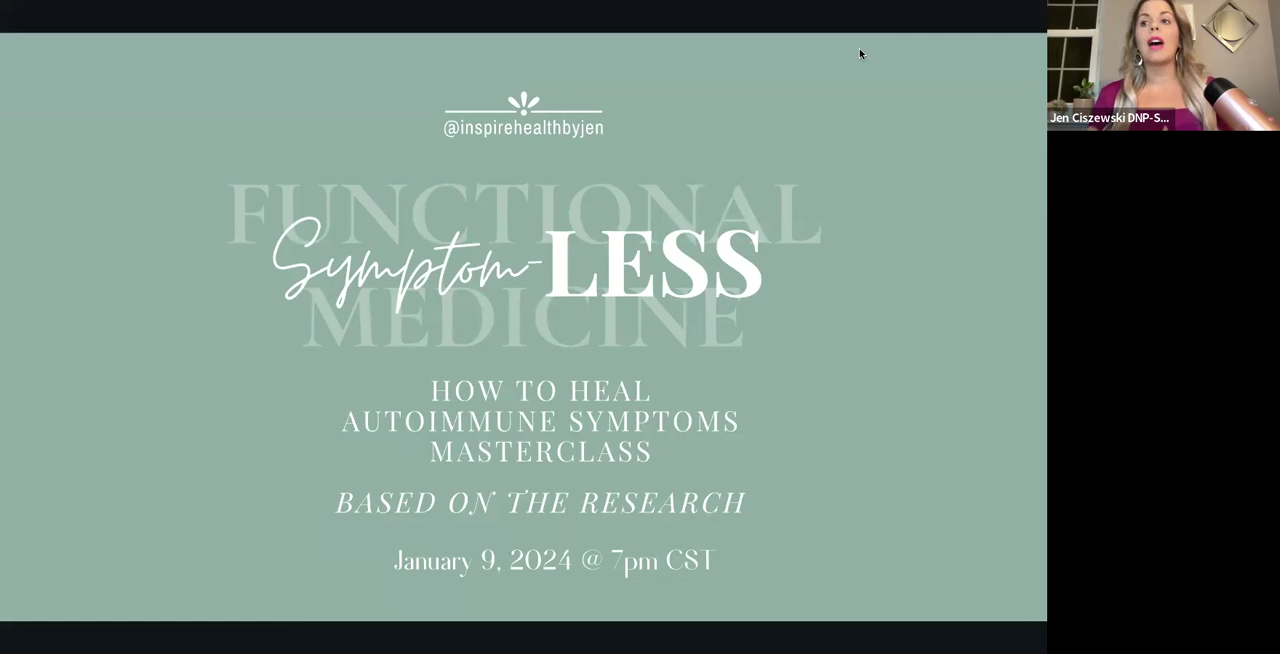 @inspirehealthbyjen
FUNCTIONAL
Symptom-LESS
MEDICINE
HOW TO HEAL
AUTOIMMUNE SYMPTOMS
MASTERCLASS
BASED ON THE RESEARCH
January 9, 2024 @ 7pm CST
Jen Ciszewski DNP-S...